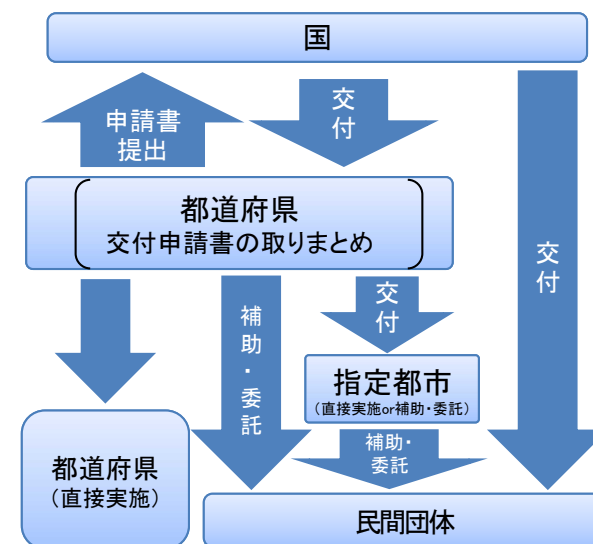 国
申請書
提出
交
付
都道府県
交付申請書の取りまとめ
交
付
補
助
・
委
託
交
付
指定都市
（直接実施or補助・委託）
補助・
委託
都道府県
（直接実施）
民間団体